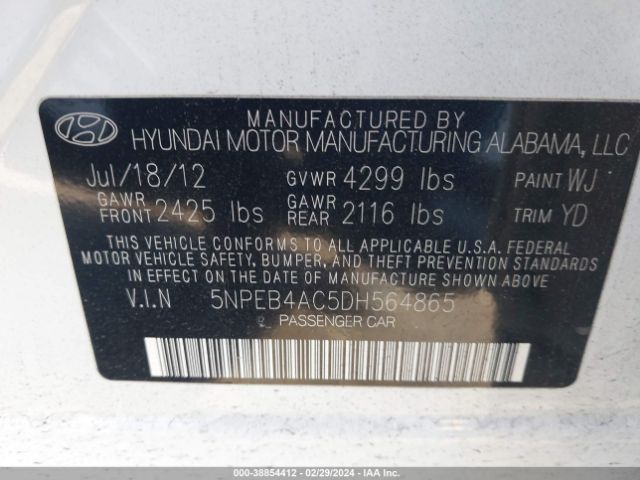 MANUFACTURED BY
HYUNDAI MOTOR MANUFACTURING ALABAMA, LLC
Jul/18/12 GVWR 4299 lbs PAINT WJ
GAWR FRONT 2425 lbs GAWR REAR 2116 lbs TRIM YD
THIS VEHICLE CONFORMS TO ALL APPLICABLE U.S.A. FEDERAL
MOTOR VEHICLE SAFETY, BUMPER, AND THEFT PREVENTION STANDARDS
IN EFFECT ON THE DATE OF MANUFACTURE SHOWN ABOVE
V.I.N 5NPEB4AC5DH564865
PASSENGER CAR
000-38854412 - 02/29/2024 - IAA Inc.